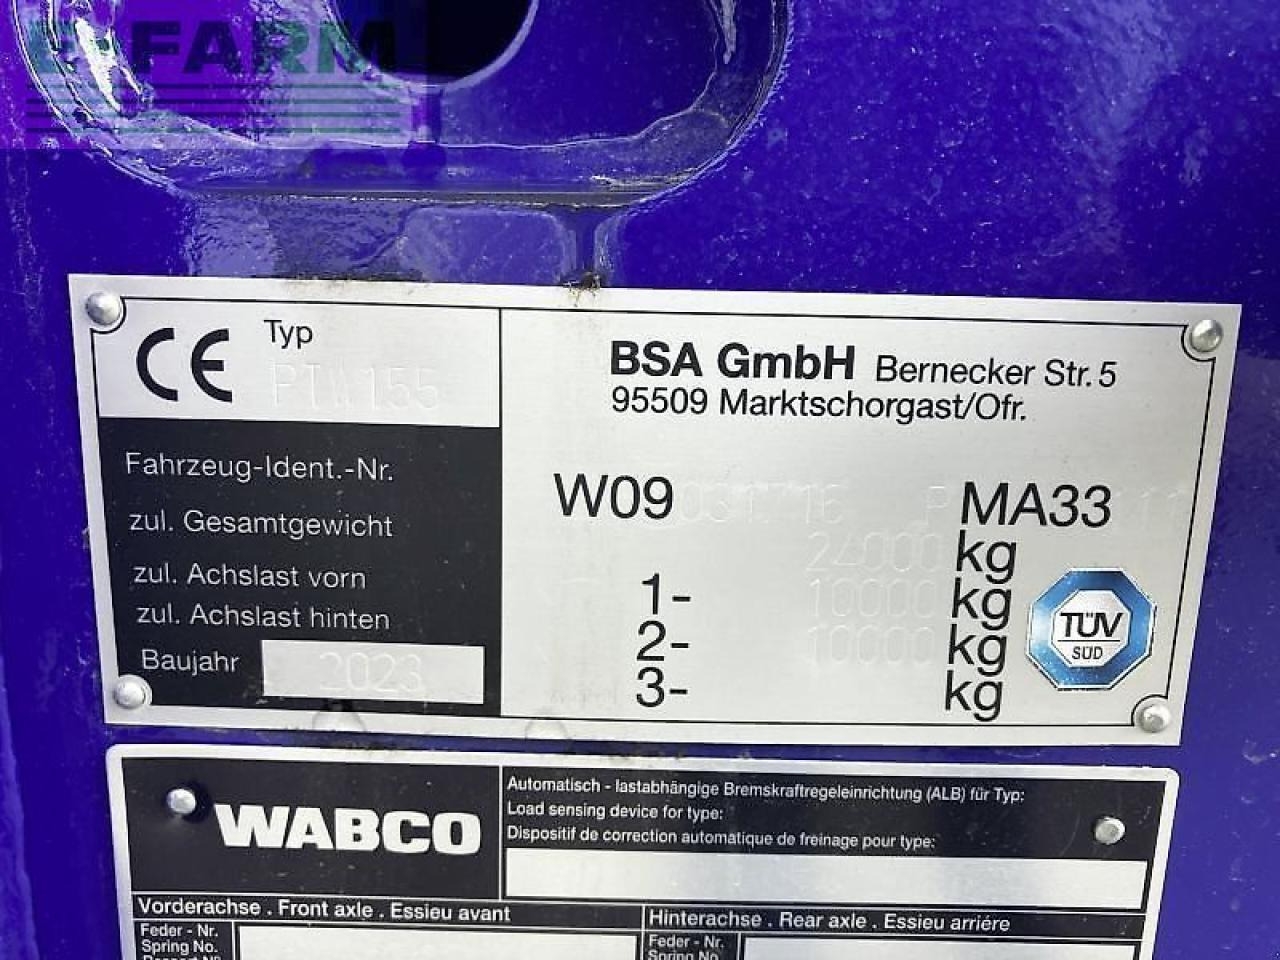 E-FARM
CE Typ
PTW155
BSA GmbH Bernecker Str. 5
95509 Marktschorgast/Ofr.
Fahrzeug-Ident.-Nr. W09 MA33
zul. Gesamtgewicht 24000 kg
zul. Achslast vorn 1- 10000 kg
zul. Achslast hinten 2- 10000 kg
3- kg
Baujahr 2023
TÜV
SÜD
WABCO
Automatisch - lastabhängige Bremskraftregeleinrichtung (ALB) für Typ:
Load sensing device for type:
Dispositif de correction automatique de freinage pour type:
Vorderachse . Front axle . Essieu avant
Hinterachse . Rear axle . Essieu arriére
Feder - Nr.
Spring No.
Feder - Nr.
Spring No.